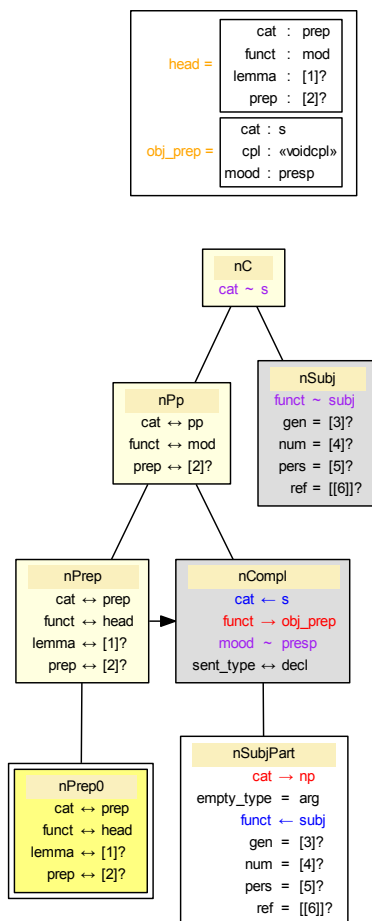 head =
cat : prep
funct : mod
lemma : [1]?
prep : [2]?
obj_prep =
cat : s
cpl : «voidcpl»
mood : presp
nC
cat ~ s
nSubj
funct ~ subj
gen = [3]?
num = [4]?
pers = [5]?
ref = [[6]]?
nPp
cat ↔ pp
funct ↔ mod
prep ↔ [2]?
nPrep
cat ↔ prep
funct ↔ head
lemma ↔ [1]?
prep ↔ [2]?
nCompl
cat ← s
funct → obj_prep
mood ~ presp
sent_type ↔ decl
nPrep0
cat ↔ prep
funct ↔ head
lemma ↔ [1]?
prep ↔ [2]?
nSubjPart
cat → np
empty_type = arg
funct ← subj
gen = [3]?
num = [4]?
pers = [5]?
ref = [[6]]?